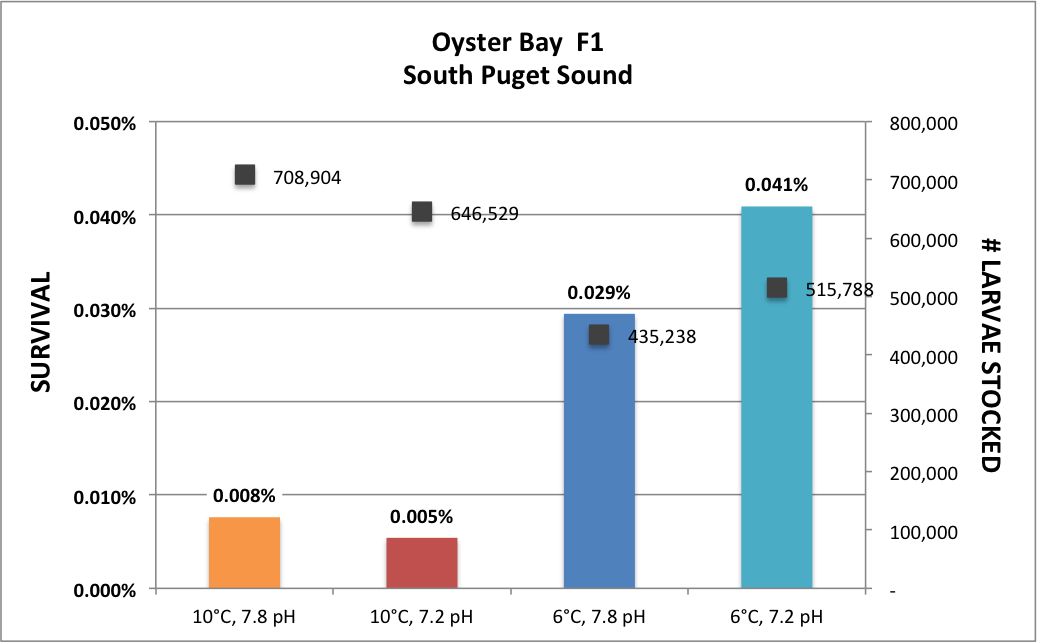 Oyster Bay  F1
South Puget Sound
SURVIVAL
0.050%
0.040%
0.030%
0.020%
0.010%
0.000%
708,904
646,529
435,238
515,788
0.008%
0.005%
0.029%
0.041%
800,000
700,000
600,000
500,000
400,000
300,000
200,000
100,000
-
# LARVAE STOCKED
10°C, 7.8 pH
10°C, 7.2 pH
6°C, 7.8 pH
6°C, 7.2 pH